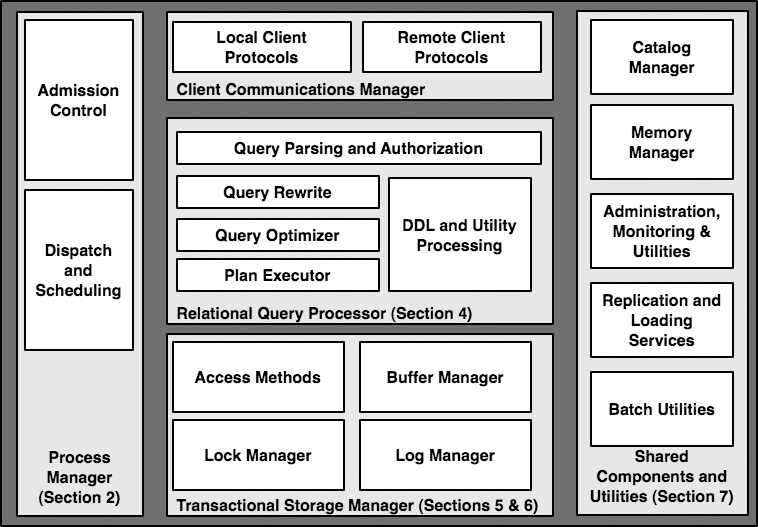 Admission
Control
Dispatch
and
Scheduling
Process
Manager
(Section 2)
Local Client
Protocols
Remote Client
Protocols
Client Communications Manager
Query Parsing and Authorization
Query Rewrite
Query Optimizer
Plan Executor
DDL and Utility
Processing
Relational Query Processor (Section 4)
Access Methods
Buffer Manager
Lock Manager
Log Manager
Transactional Storage Manager (Sections 5 & 6)
Catalog
Manager
Memory
Manager
Administration,
Monitoring &
Utilities
Replication and
Loading
Services
Batch Utilities
Shared
Components and
Utilities (Section 7)